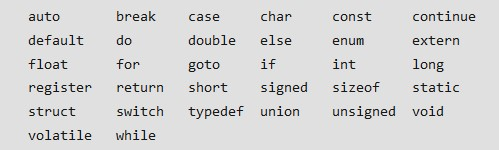 auto break case char const continue
default do double else enum extern
float for goto if int long
register return short signed sizeof static
struct switch typedef union unsigned void
volatile while